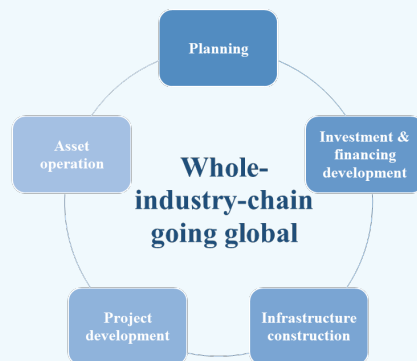 Planning
Investment &
financing
development
Infrastructure
construction
Project
development
Asset
operation
Whole-
industry-chain
going global